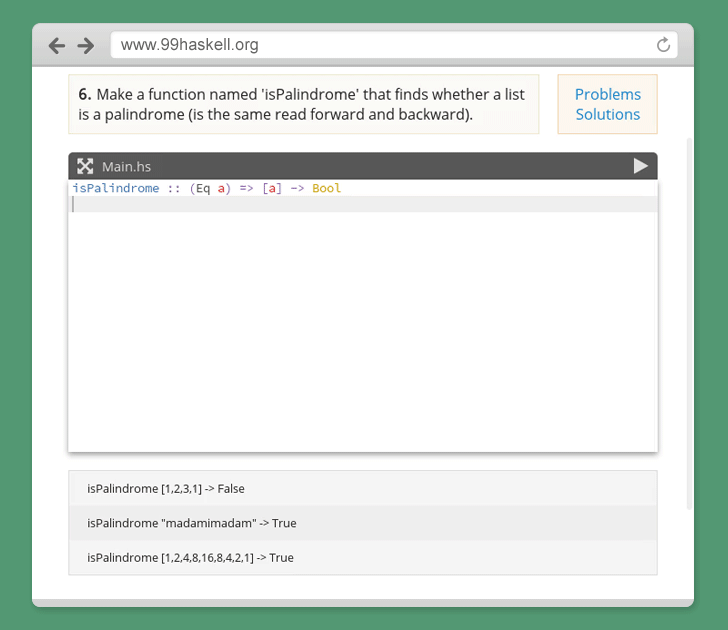 www.99haskell.org
6. Make a function named 'isPalindrome' that finds whether a list
is a palindrome (is the same read forward and backward).
Problems
Solutions
Main.hs
isPalindrome :: (Eq a) => [a] -> Bool
isPalindrome [1,2,3,1] -> False
isPalindrome "madamimadam" -> True
isPalindrome [1,2,4,8,16,8,4,2,1] -> True